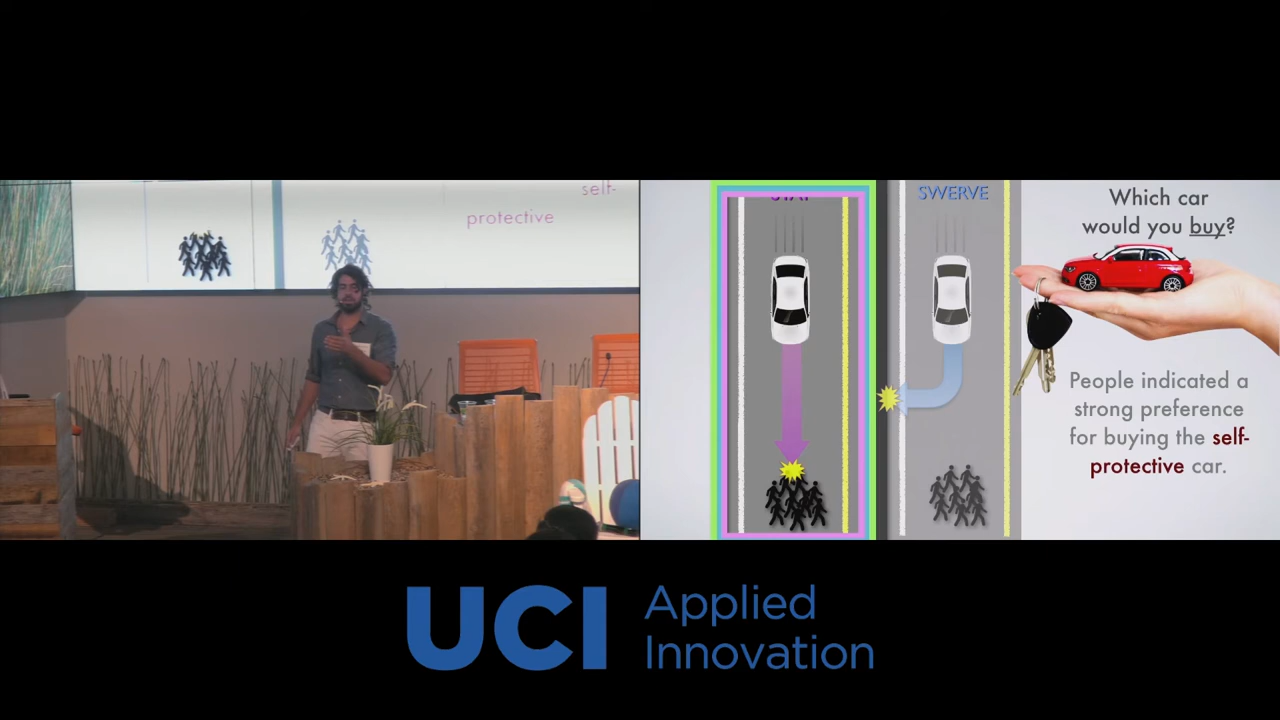 self-
protective
STAY
SWERVE
Which car
would you buy?
People indicated a
strong preference
for buying the self-
protective car.
UCI Applied
Innovation